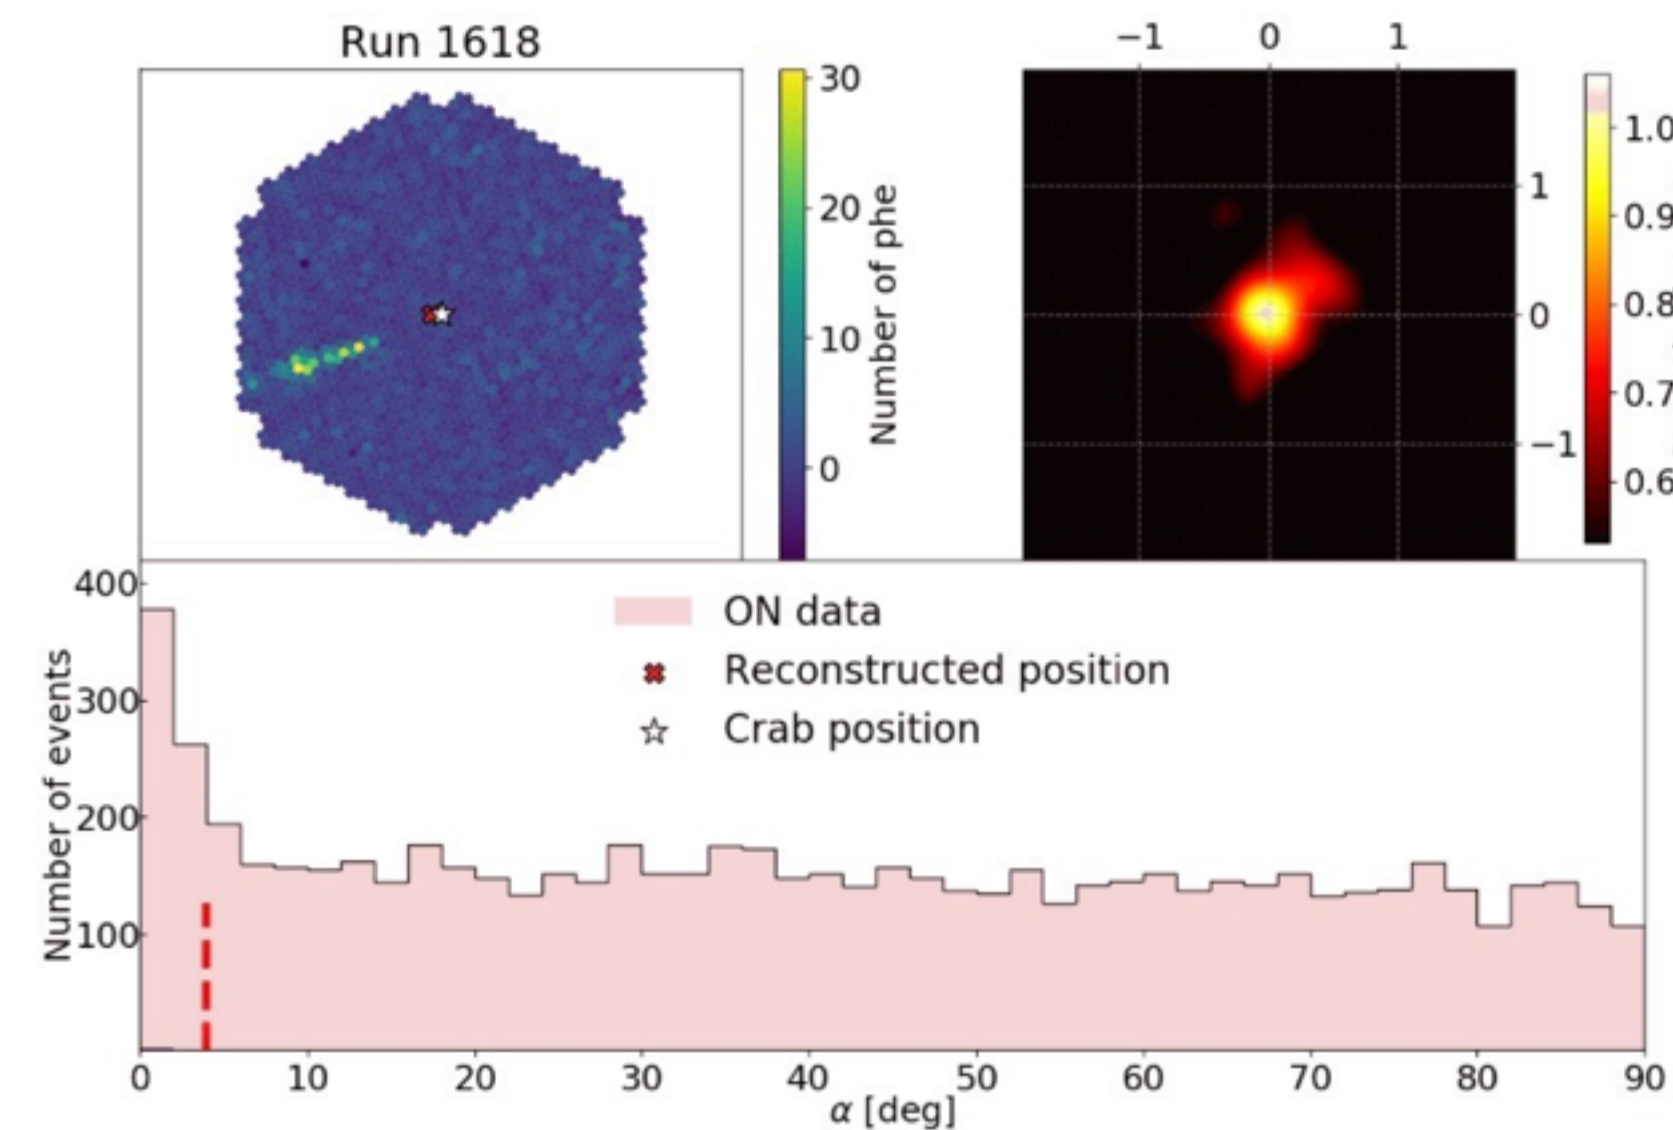 Run 1618
30
20
10
0
Number of phe
−1 0 1
1
0
−1
1.0
0.9
0.8
0.7
0.6
400
300
200
100
Number of events
ON data
Reconstructed position
Crab position
0 10 20 30 40 50 60 70 80 90
α [deg]